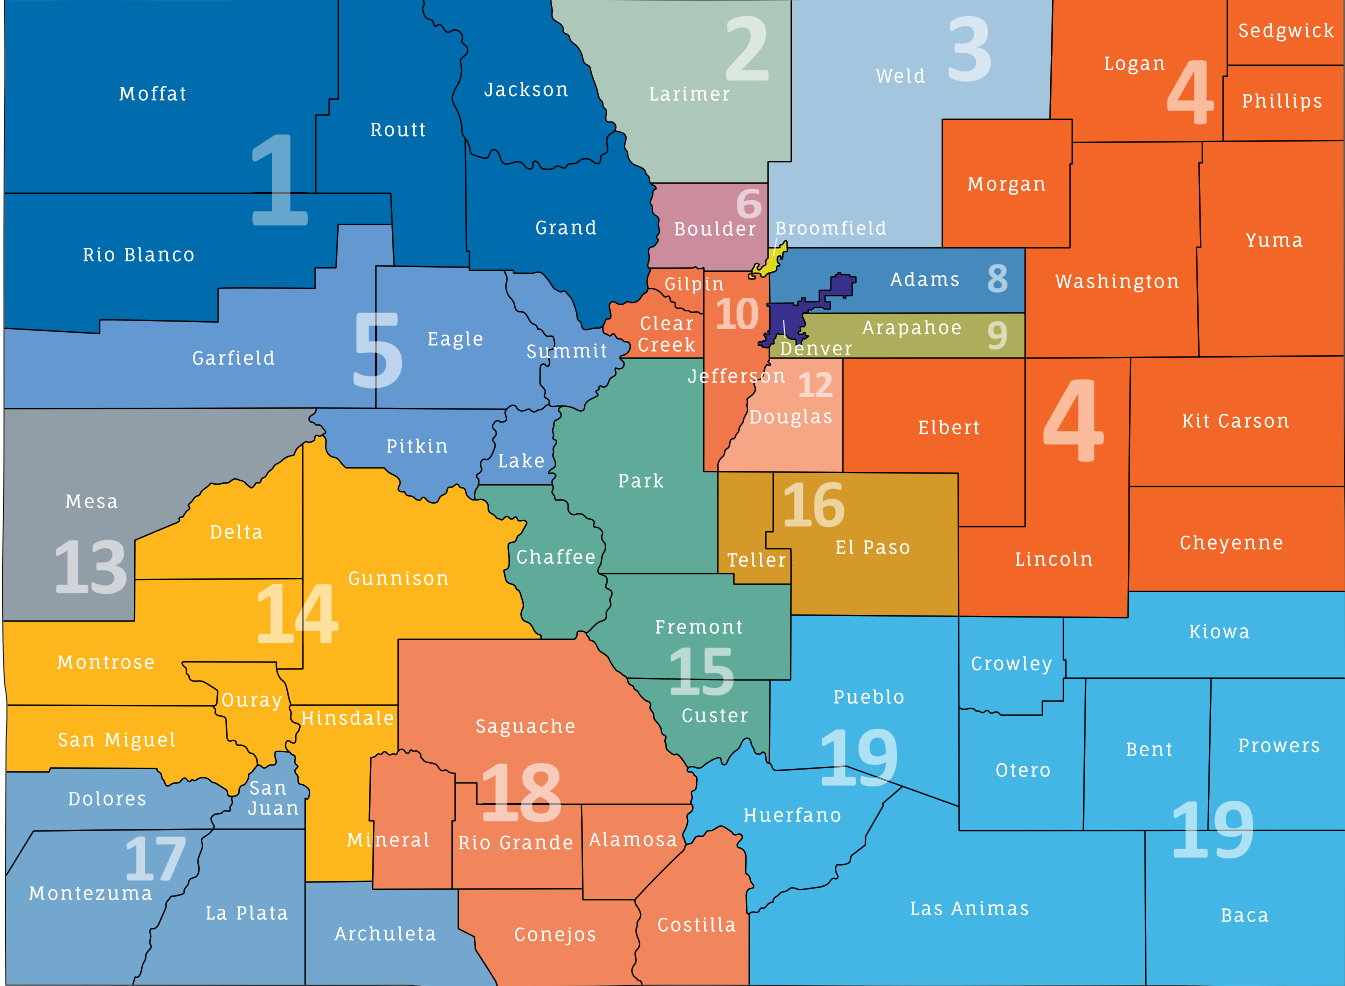 Sedgwick
2
3
Logan
Weld
Jackson
Moffat
Larimer
4
Phillips
Routt
1
Morgan
6
Grand
Boulder
Broomfield
Yuma
Rio Blanco
Gilpin
Adams
8
Washington
10
Clear
Creek
Arapahoe
9
5
Eagle
Summit
Garfield
Denver
Jefferson
12
Douglas
4
Kit Carson
Elbert
Pitkin
Lake
Park
Mesa
16
Delta
El Paso
Cheyenne
Chaffee
Teller
Lincoln
13
Gunnison
14
Fremont
Kiowa
Montrose
15
Crowley
Ouray
Pueblo
Hinsdale
Custer
Saguache
San Miguel
19
Bent
Prowers
Otero
San
Juan
Dolores
18
Huerfano
19
Mineral
Rio Grande
Alamosa
17
Montezuma
La Plata
Las Animas
Baca
Archuleta
Conejos
Costilla